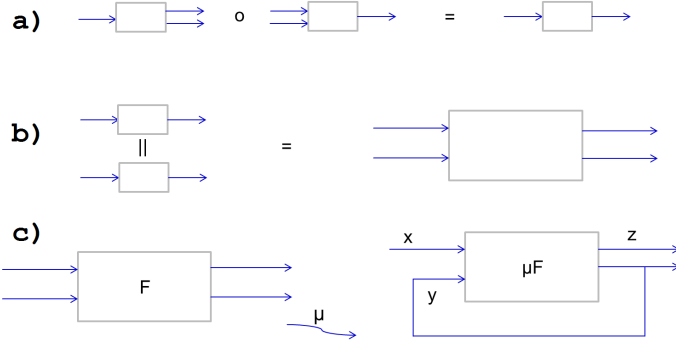 a) o =
b) || =
c) F μ x y μF z